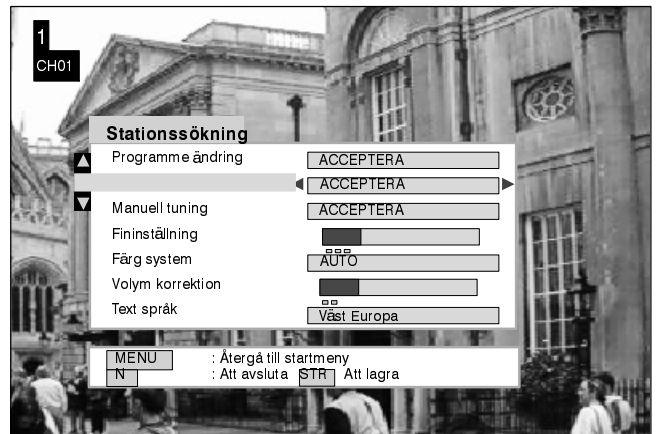 1
CH01
Stationssökning
Programme ändring ACCEPTERA
ACCEPTERA
Manuell tuning ACCEPTERA
Fininställning
Färg system AUTO
Volym korrektion
Text språk Väst Europa
MENU : Återgå till startmeny
N : Att avsluta STR Att lagra